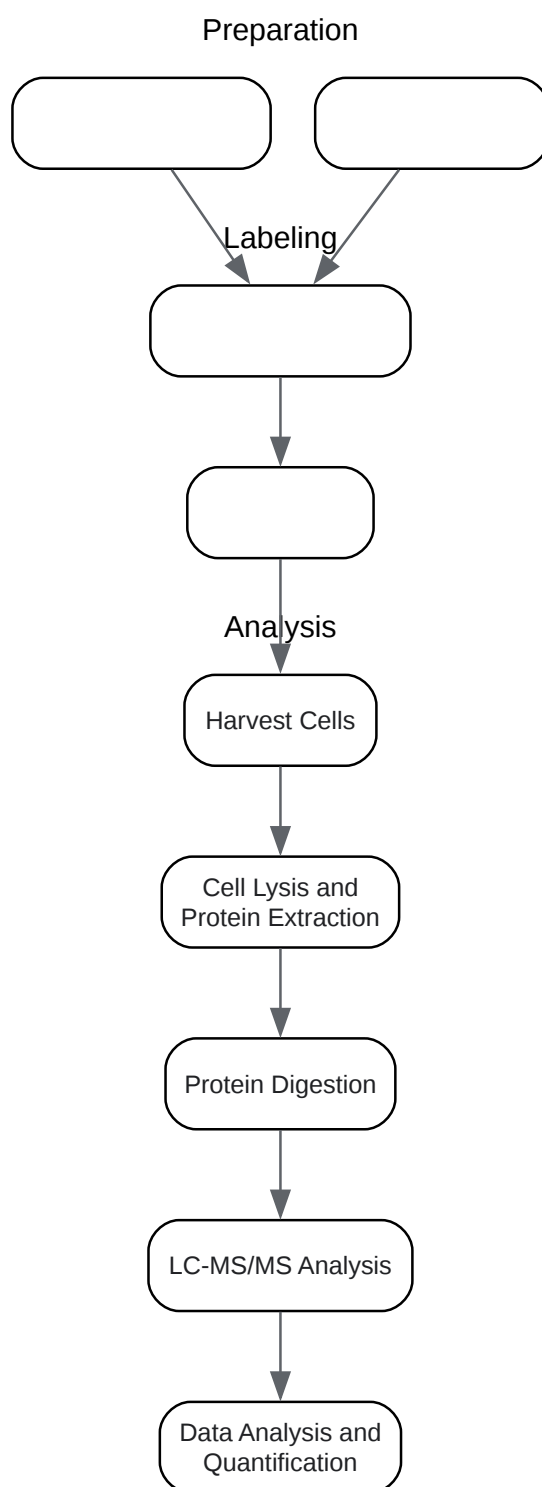 Preparation
Labeling
Analysis
Harvest Cells
Cell Lysis and
Protein Extraction
Protein Digestion
LC-MS/MS Analysis
Data Analysis and
Quantification